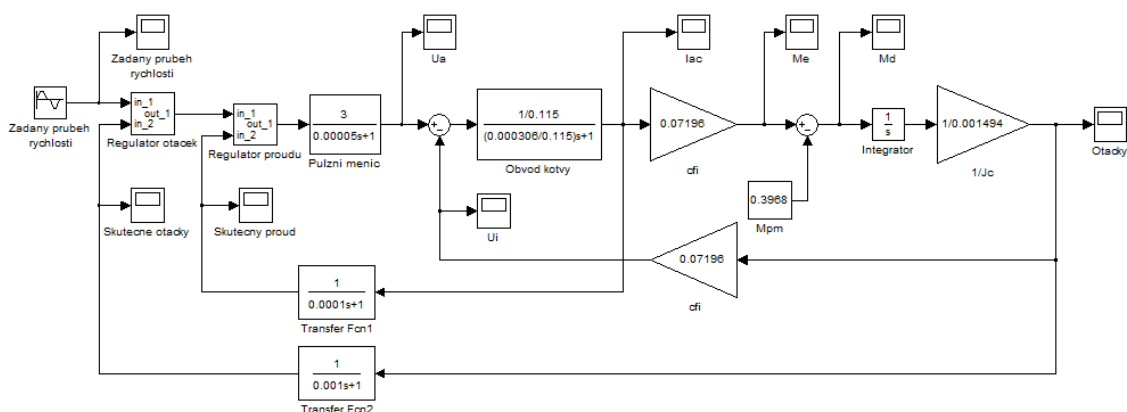 Zadany prubeh
rychlosti
Ua
Iac
Me
Md
Zadany prubeh
rychlosti
in_1
out_1
in_2
Regulator otacek
in_1
out_1
in_2
Regulator proudu
3
0.00005s+1
Pulzni menic
+
-
1/0.115
(0.000306/0.115)s+1
Obvod kotvy
0.07196
cfi
+
-
1
s
Integrator
1/0.001494
1/Jc
Otacky
Skutecne otacky
Skutecny proud
Ui
0.3968
Mpm
0.07196
cfi
1
0.0001s+1
Transfer Fcn1
1
0.001s+1
Transfer Fcn2